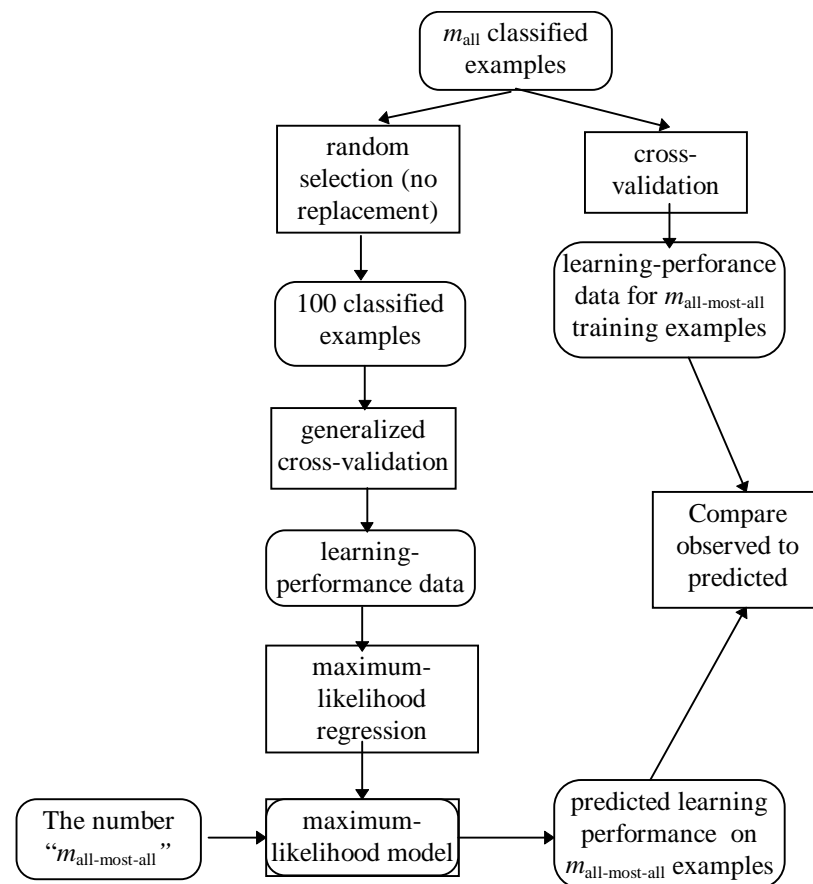 m_all classified
examples
random
selection (no
replacement)
cross-
validation
learning-perforance
data for m_all-most-all
training examples
100 classified
examples
generalized
cross-validation
learning-
performance data
Compare
observed to
predicted
maximum-
likelihood
regression
The number
“m_all-most-all”
maximum-
likelihood model
predicted learning
performance on
m_all-most-all examples